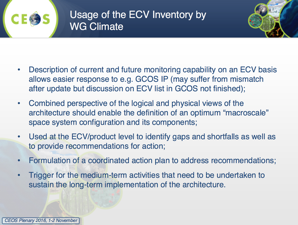 CEOS
Usage of the ECV Inventory by
WG Climate
• Description of current and future monitoring capability on an ECV basis
allows easier response to e.g. GCOS IP (may suffer from mismatch
after update but discussion on ECV list in GCOS not finished);
• Combined perspective of the logical and physical views of the
architecture should enable the definition of an optimum “macroscale”
space system configuration and its components;
• Used at the ECV/product level to identify gaps and shortfalls as well as
to provide recommendations for action;
• Formulation of a coordinated action plan to address recommendations;
• Trigger for the medium-term activities that need to be undertaken to
sustain the long-term implementation of the architecture.
CEOS Plenary 2016, 1-2 November